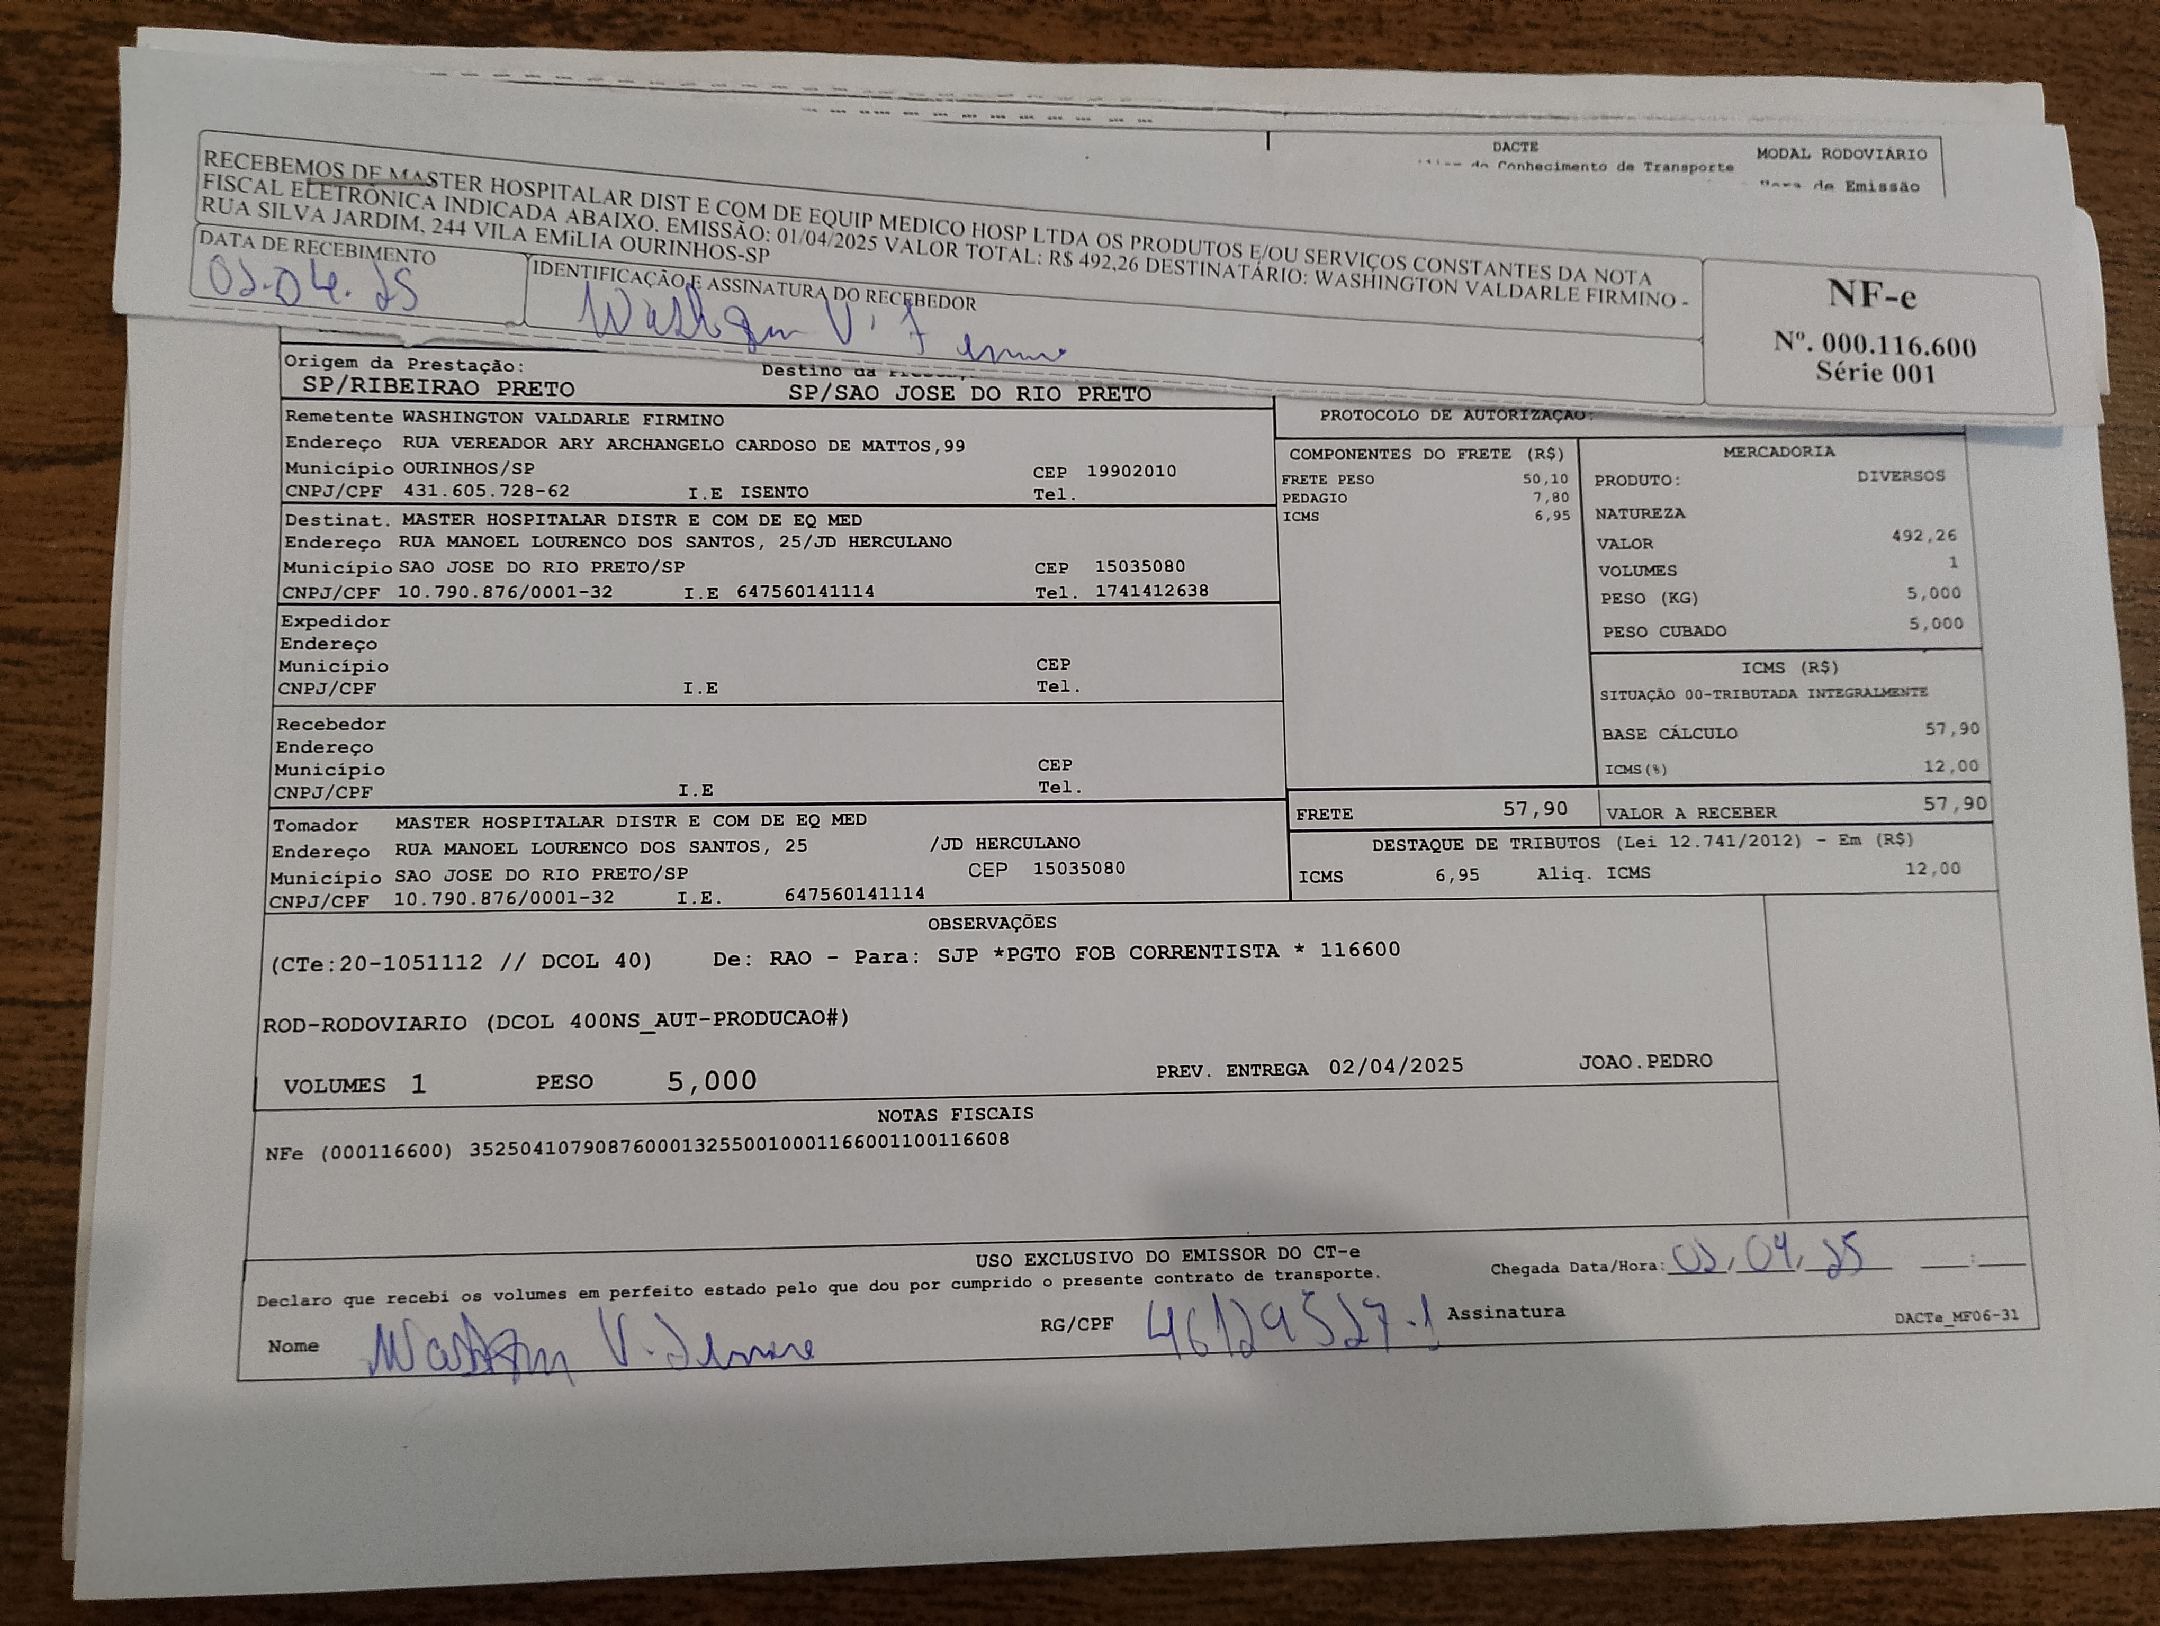 DACTE
MODAL RODOVIÁRIO
do Conhecimento de Transporte
de Emissão
RECEBEMOS DE MASTER HOSPITALAR DIST E COM DE EQUIP MEDICO HOSP LTDA OS PRODUTOS E/OU SERVIÇOS CONSTANTES DA NOTA
FISCAL ELETRÔNICA INDICADA ABAIXO. EMISSÃO: 01/04/2025 VALOR TOTAL: R$ 492,26 DESTINATÁRIO: WASHINGTON VALDARLE FIRMINO -
RUA SILVA JARDIM, 244 VILA EMíLIA OURINHOS-SP
DATA DE RECEBIMENTO
IDENTIFICAÇÃO E ASSINATURA DO RECEBEDOR
NF-e
Nº. 000.116.600
Série 001
Origem da Prestação:
Destino da
SP/RIBEIRAO PRETO
SP/SAO JOSE DO RIO PRETO
Remetente WASHINGTON VALDARLE FIRMINO
Endereço RUA VEREADOR ARY ARCHANGELO CARDOSO DE MATTOS,99
Município OURINHOS/SP CEP 19902010
CNPJ/CPF 431.605.728-62 I.E ISENTO Tel.
Destinat. MASTER HOSPITALAR DISTR E COM DE EQ MED
Endereço RUA MANOEL LOURENCO DOS SANTOS, 25/JD HERCULANO
Município SAO JOSE DO RIO PRETO/SP CEP 15035080
CNPJ/CPF 10.790.876/0001-32 I.E 647560141114 Tel. 1741412638
Expedidor
Endereço
Município CEP
CNPJ/CPF I.E Tel.
Recebedor
Endereço
Município CEP
CNPJ/CPF I.E Tel.
Tomador MASTER HOSPITALAR DISTR E COM DE EQ MED
Endereço RUA MANOEL LOURENCO DOS SANTOS, 25 /JD HERCULANO
Município SAO JOSE DO RIO PRETO/SP CEP 15035080
CNPJ/CPF 10.790.876/0001-32 I.E. 647560141114
PROTOCOLO DE AUTORIZAÇÃO:
COMPONENTES DO FRETE (R$)
FRETE PESO 50,10
PEDAGIO 7,80
ICMS 6,95
MERCADORIA
PRODUTO: DIVERSOS
NATUREZA
VALOR 492,26
VOLUMES 1
PESO (KG) 5,000
PESO CUBADO 5,000
ICMS (R$)
SITUAÇÃO 00-TRIBUTADA INTEGRALMENTE
BASE CÁLCULO 57,90
ICMS(%) 12,00
FRETE 57,90
VALOR A RECEBER 57,90
DESTAQUE DE TRIBUTOS (Lei 12.741/2012) - Em (R$)
ICMS 6,95 Aliq. ICMS 12,00
OBSERVAÇÕES
(CTe:20-1051112 // DCOL 40) De: RAO - Para: SJP *PGTO FOB CORRENTISTA * 116600
ROD-RODOVIARIO (DCOL 400NS_AUT-PRODUCAO#)
VOLUMES 1 PESO 5,000 PREV. ENTREGA 02/04/2025 JOAO.PEDRO
NOTAS FISCAIS
NFe (000116600) 35250410790876000132550010001166001100116608
USO EXCLUSIVO DO EMISSOR DO CT-e
Declaro que recebi os volumes em perfeito estado pelo que dou por cumprido o presente contrato de transporte.
Chegada Data/Hora:
Nome
RG/CPF 46129527-1 Assinatura
DACTe_MF06-31